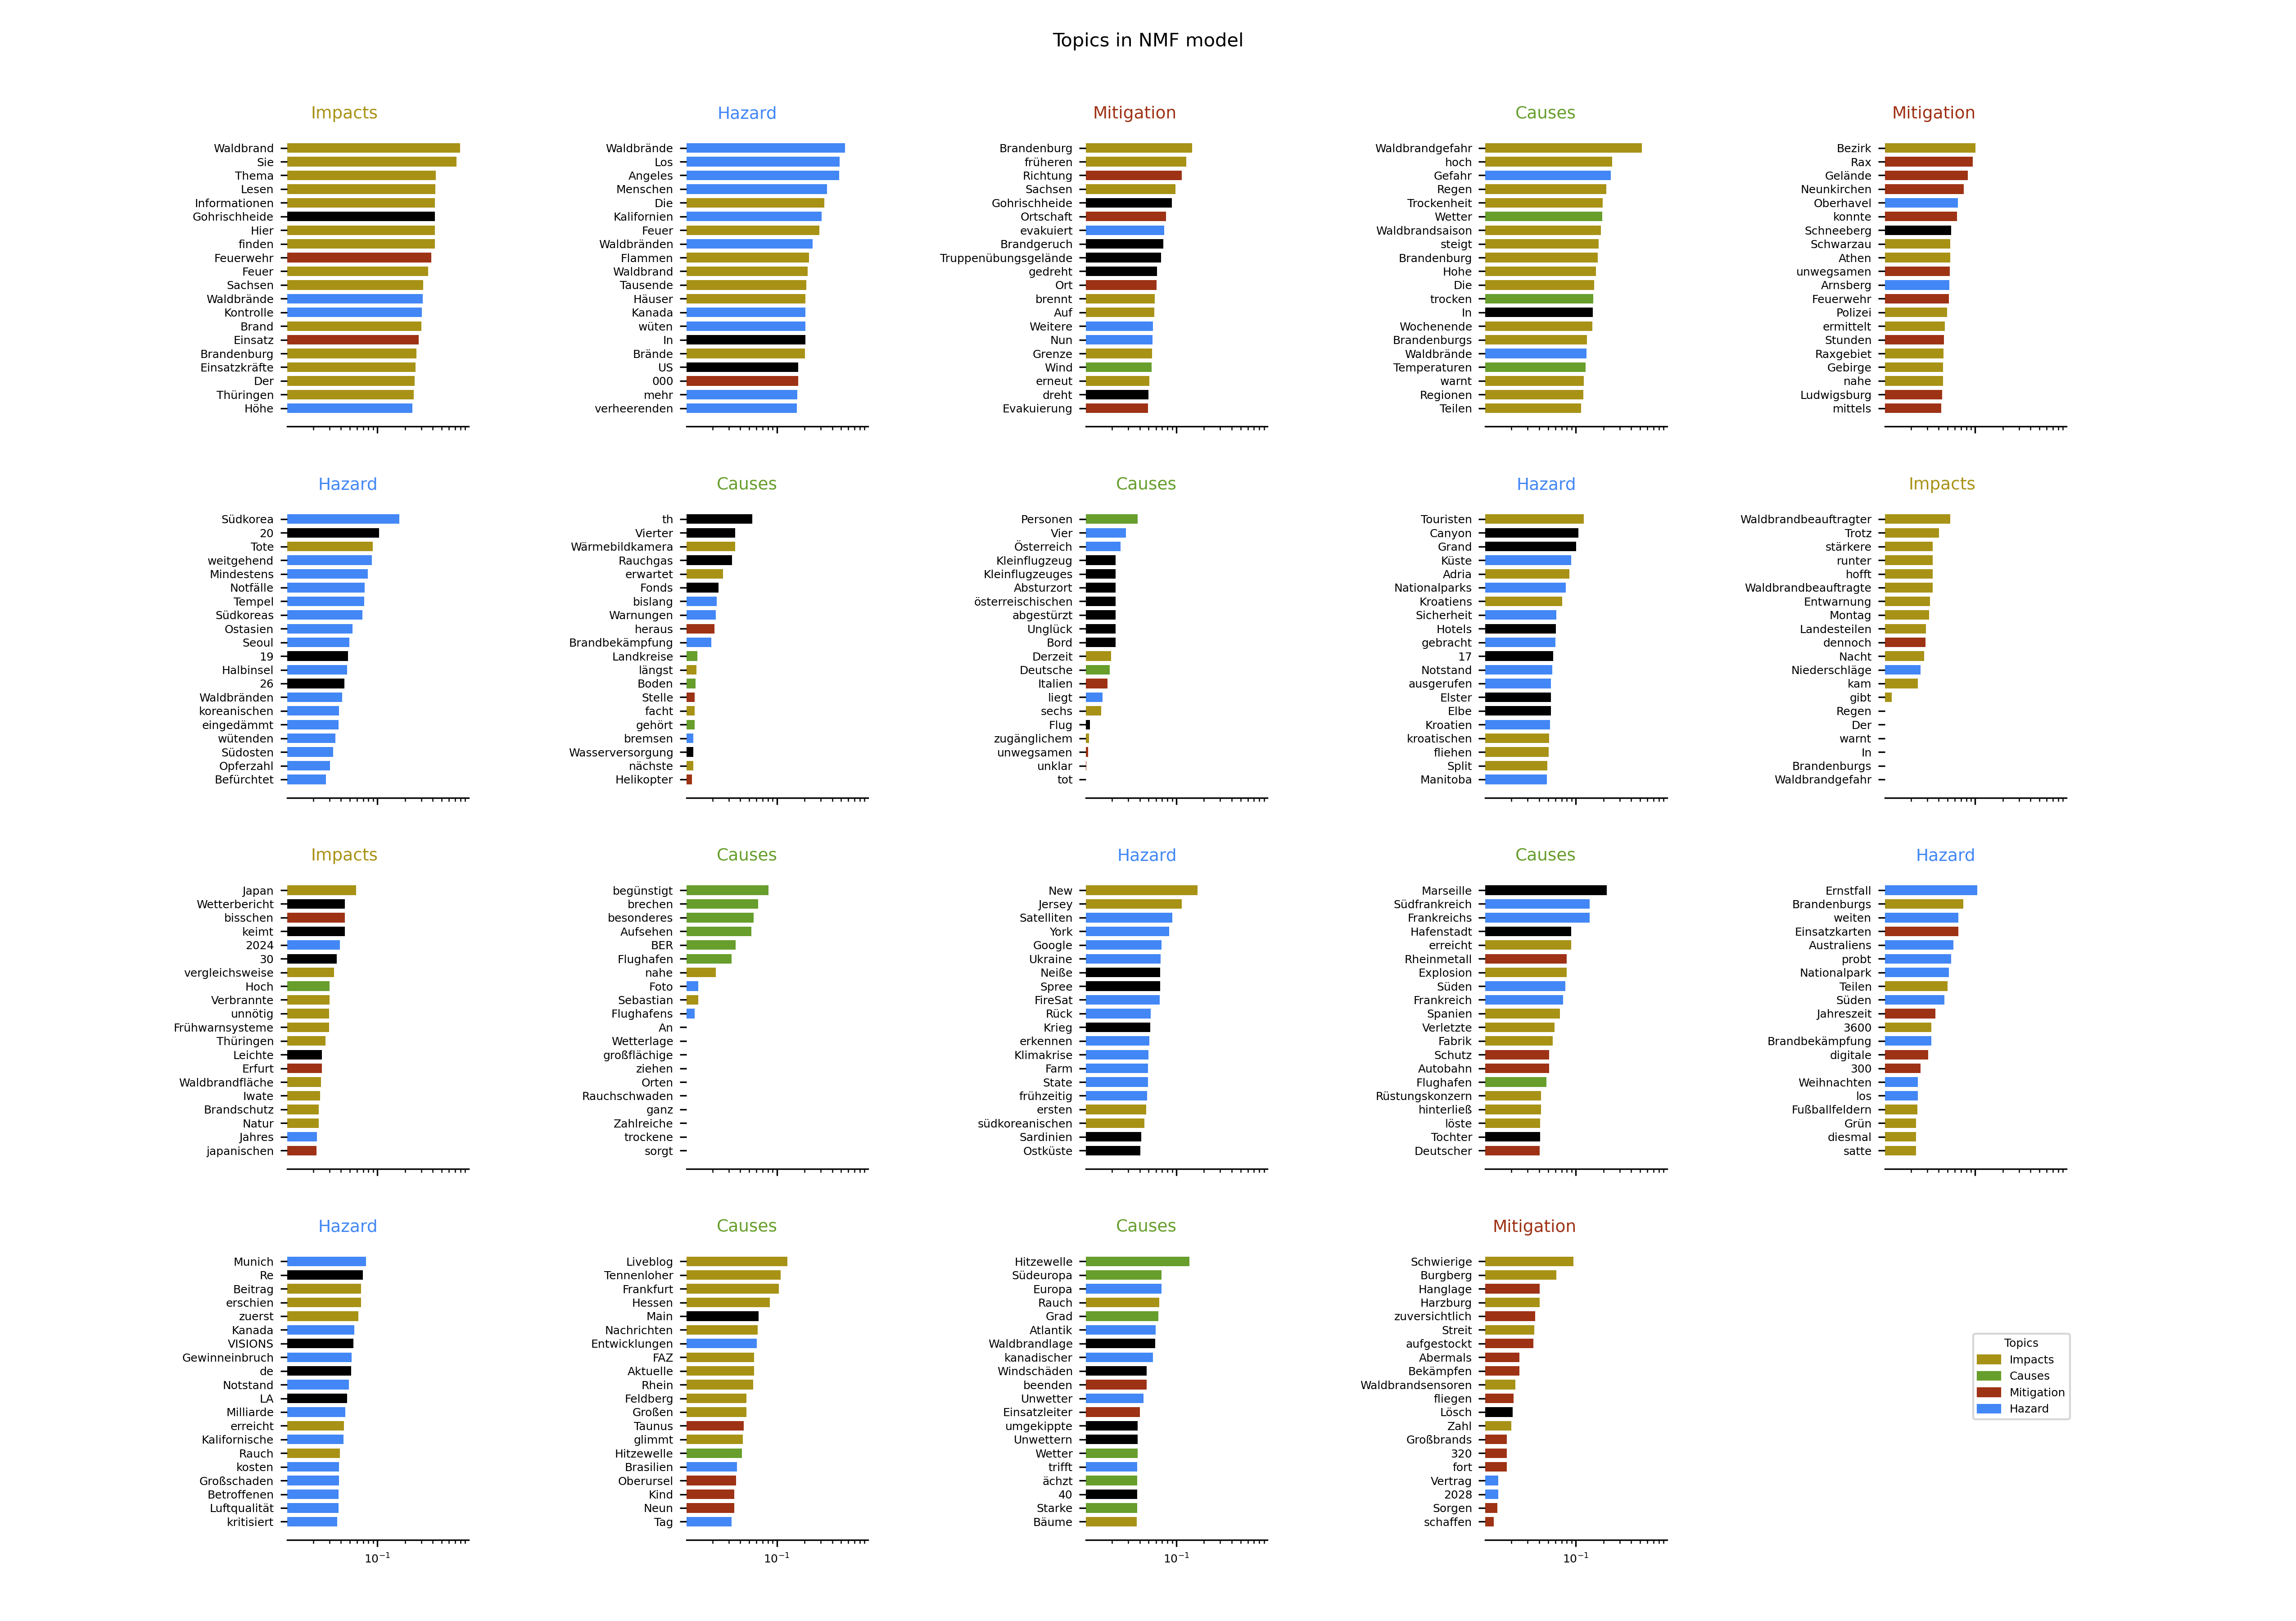 Topics in NMF model
Impacts
Waldbrand
Sie
Thema
Lesen
Informationen
Gohrischheide
Hier
finden
Feuerwehr
Feuer
Sachsen
Waldbrände
Kontrolle
Brand
Einsatz
Brandenburg
Einsatzkräfte
Der
Thüringen
Höhe
Hazard
Waldbrände
Los
Angeles
Menschen
Die
Kalifornien
Feuer
Waldbränden
Flammen
Waldbrand
Tausende
Häuser
Kanada
wüten
In
Brände
US
000
mehr
verheerenden
Mitigation
Brandenburg
früheren
Richtung
Sachsen
Gohrischheide
Ortschaft
evakuiert
Brandgeruch
Truppenübungsgelände
gedreht
Ort
brennt
Auf
Weitere
Nun
Grenze
Wind
erneut
dreht
Evakuierung
Causes
Waldbrandgefahr
hoch
Gefahr
Regen
Trockenheit
Wetter
Waldbrandsaison
steigt
Brandenburg
Hohe
Die
trocken
In
Wochenende
Brandenburgs
Waldbrände
Temperaturen
warnt
Regionen
Teilen
Mitigation
Bezirk
Rax
Gelände
Neunkirchen
Oberhavel
konnte
Schneeberg
Schwarzau
Athen
unwegsamen
Arnsberg
Feuerwehr
Polizei
ermittelt
Stunden
Raxgebiet
Gebirge
nahe
Ludwigsburg
mittels
Hazard
Südkorea
20
Tote
weitgehend
Mindestens
Notfälle
Tempel
Südkoreas
Ostasien
Seoul
19
Halbinsel
26
Waldbränden
koreanischen
eingedämmt
wütenden
Südosten
Opferzahl
Befürchtet
Causes
th
Vierter
Wärmebildkamera
Rauchgas
erwartet
Fonds
bislang
Warnungen
heraus
Brandbekämpfung
Landkreise
längst
Boden
Stelle
facht
gehört
bremsen
Wasserversorgung
nächste
Helikopter
Causes
Personen
Vier
Österreich
Kleinflugzeug
Kleinflugzeuges
Absturzort
österreischischen
abgestürzt
Unglück
Bord
Derzeit
Deutsche
Italien
liegt
sechs
Flug
zugänglichem
unwegsamen
unklar
tot
Hazard
Touristen
Canyon
Grand
Küste
Adria
Nationalparks
Kroatiens
Sicherheit
Hotels
gebracht
17
Notstand
ausgerufen
Elster
Elbe
Kroatien
kroatischen
fliehen
Split
Manitoba
Impacts
Waldbrandbeauftragter
Trotz
stärkere
runter
hofft
Waldbrandbeauftragte
Entwarnung
Montag
Landesteilen
dennoch
Nacht
Niederschläge
kam
gibt
Regen
Der
warnt
In
Brandenburgs
Waldbrandgefahr
Impacts
Japan
Wetterbericht
bisschen
keimt
2024
30
vergleichsweise
Hoch
Verbrannte
unnötig
Frühwarnsysteme
Thüringen
Leichte
Erfurt
Waldbrandfläche
Iwate
Brandschutz
Natur
Jahres
japanischen
Causes
begünstigt
brechen
besonderes
Aufsehen
BER
Flughafen
nahe
Foto
Sebastian
Flughafens
An
Wetterlage
großflächige
ziehen
Orten
Rauchschwaden
ganz
Zahlreiche
trockene
sorgt
Hazard
New
Jersey
Satelliten
York
Google
Ukraine
Neiße
Spree
FireSat
Rück
Krieg
erkennen
Klimakrise
Farm
State
frühzeitig
ersten
südkoreanischen
Sardinien
Ostküste
Causes
Marseille
Südfrankreich
Frankreichs
Hafenstadt
erreicht
Rheinmetall
Explosion
Süden
Frankreich
Spanien
Verletzte
Fabrik
Schutz
Autobahn
Flughafen
Rüstungskonzern
hinterließ
löste
Tochter
Deutscher
Hazard
Ernstfall
Brandenburgs
weiten
Einsatzkarten
Australiens
probt
Nationalpark
Teilen
Süden
Jahreszeit
3600
Brandbekämpfung
digitale
300
Weihnachten
los
Fußballfeldern
Grün
diesmal
satte
Hazard
Munich
Re
Beitrag
erschien
zuerst
Kanada
VISIONS
Gewinneinbruch
de
Notstand
LA
Milliarde
erreicht
Kalifornische
Rauch
kosten
Großschaden
Betroffenen
Luftqualität
kritisiert
10⁻¹
Causes
Liveblog
Tennenloher
Frankfurt
Hessen
Main
Nachrichten
Entwicklungen
FAZ
Aktuelle
Rhein
Feldberg
Großen
Taunus
glimmt
Hitzewelle
Brasilien
Oberursel
Kind
Neun
Tag
10⁻¹
Causes
Hitzewelle
Südeuropa
Europa
Rauch
Grad
Atlantik
Waldbrandlage
kanadischer
Windschäden
beenden
Unwetter
Einsatzleiter
umgekippte
Unwettern
Wetter
trifft
ächzt
40
Starke
Bäume
10⁻¹
Mitigation
Schwierige
Burgberg
Hanglage
Harzburg
zuversichtlich
Streit
aufgestockt
Abermals
Bekämpfen
Waldbrandsensoren
fliegen
Lösch
Zahl
Großbrands
320
fort
Vertrag
2028
Sorgen
schaffen
10⁻¹
Topics
Impacts
Causes
Mitigation
Hazard